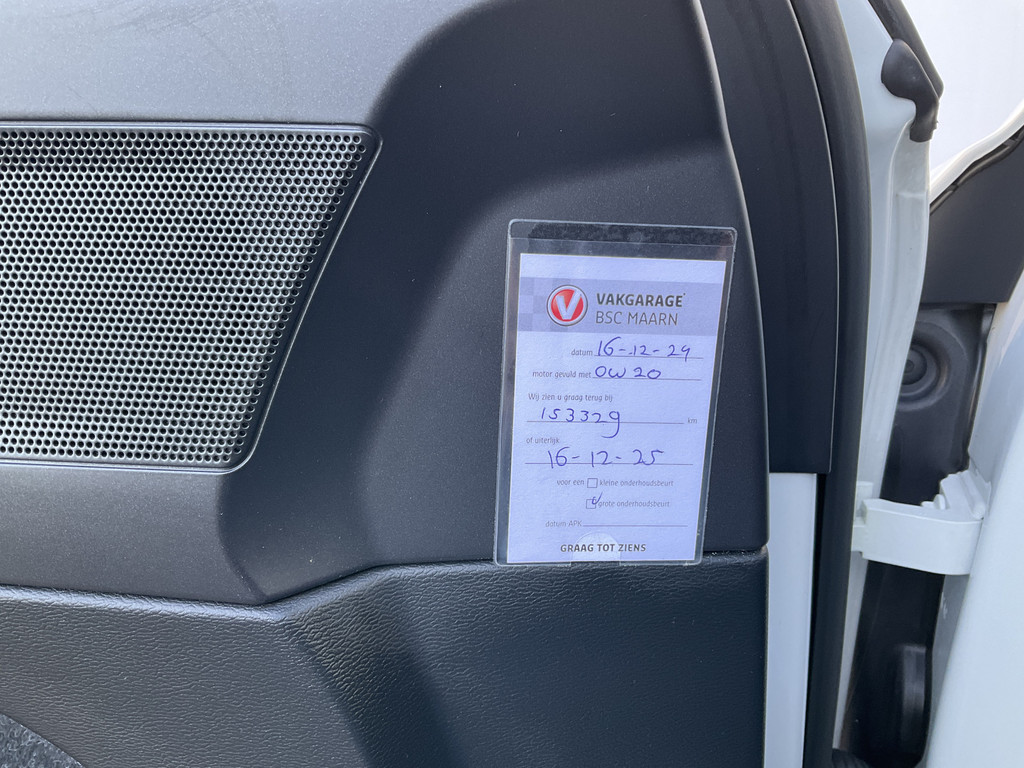 V VAKGARAGE
BSC MAARN
datum 16-12-24
motor gevuld met 0W20
Wij zien u graag terug bij
153329 km
of uiterlijk
16-12-25
voor een kleine onderhoudsbeurt
grote onderhoudsbeurt
datum APK
GRAAG TOT ZIENS